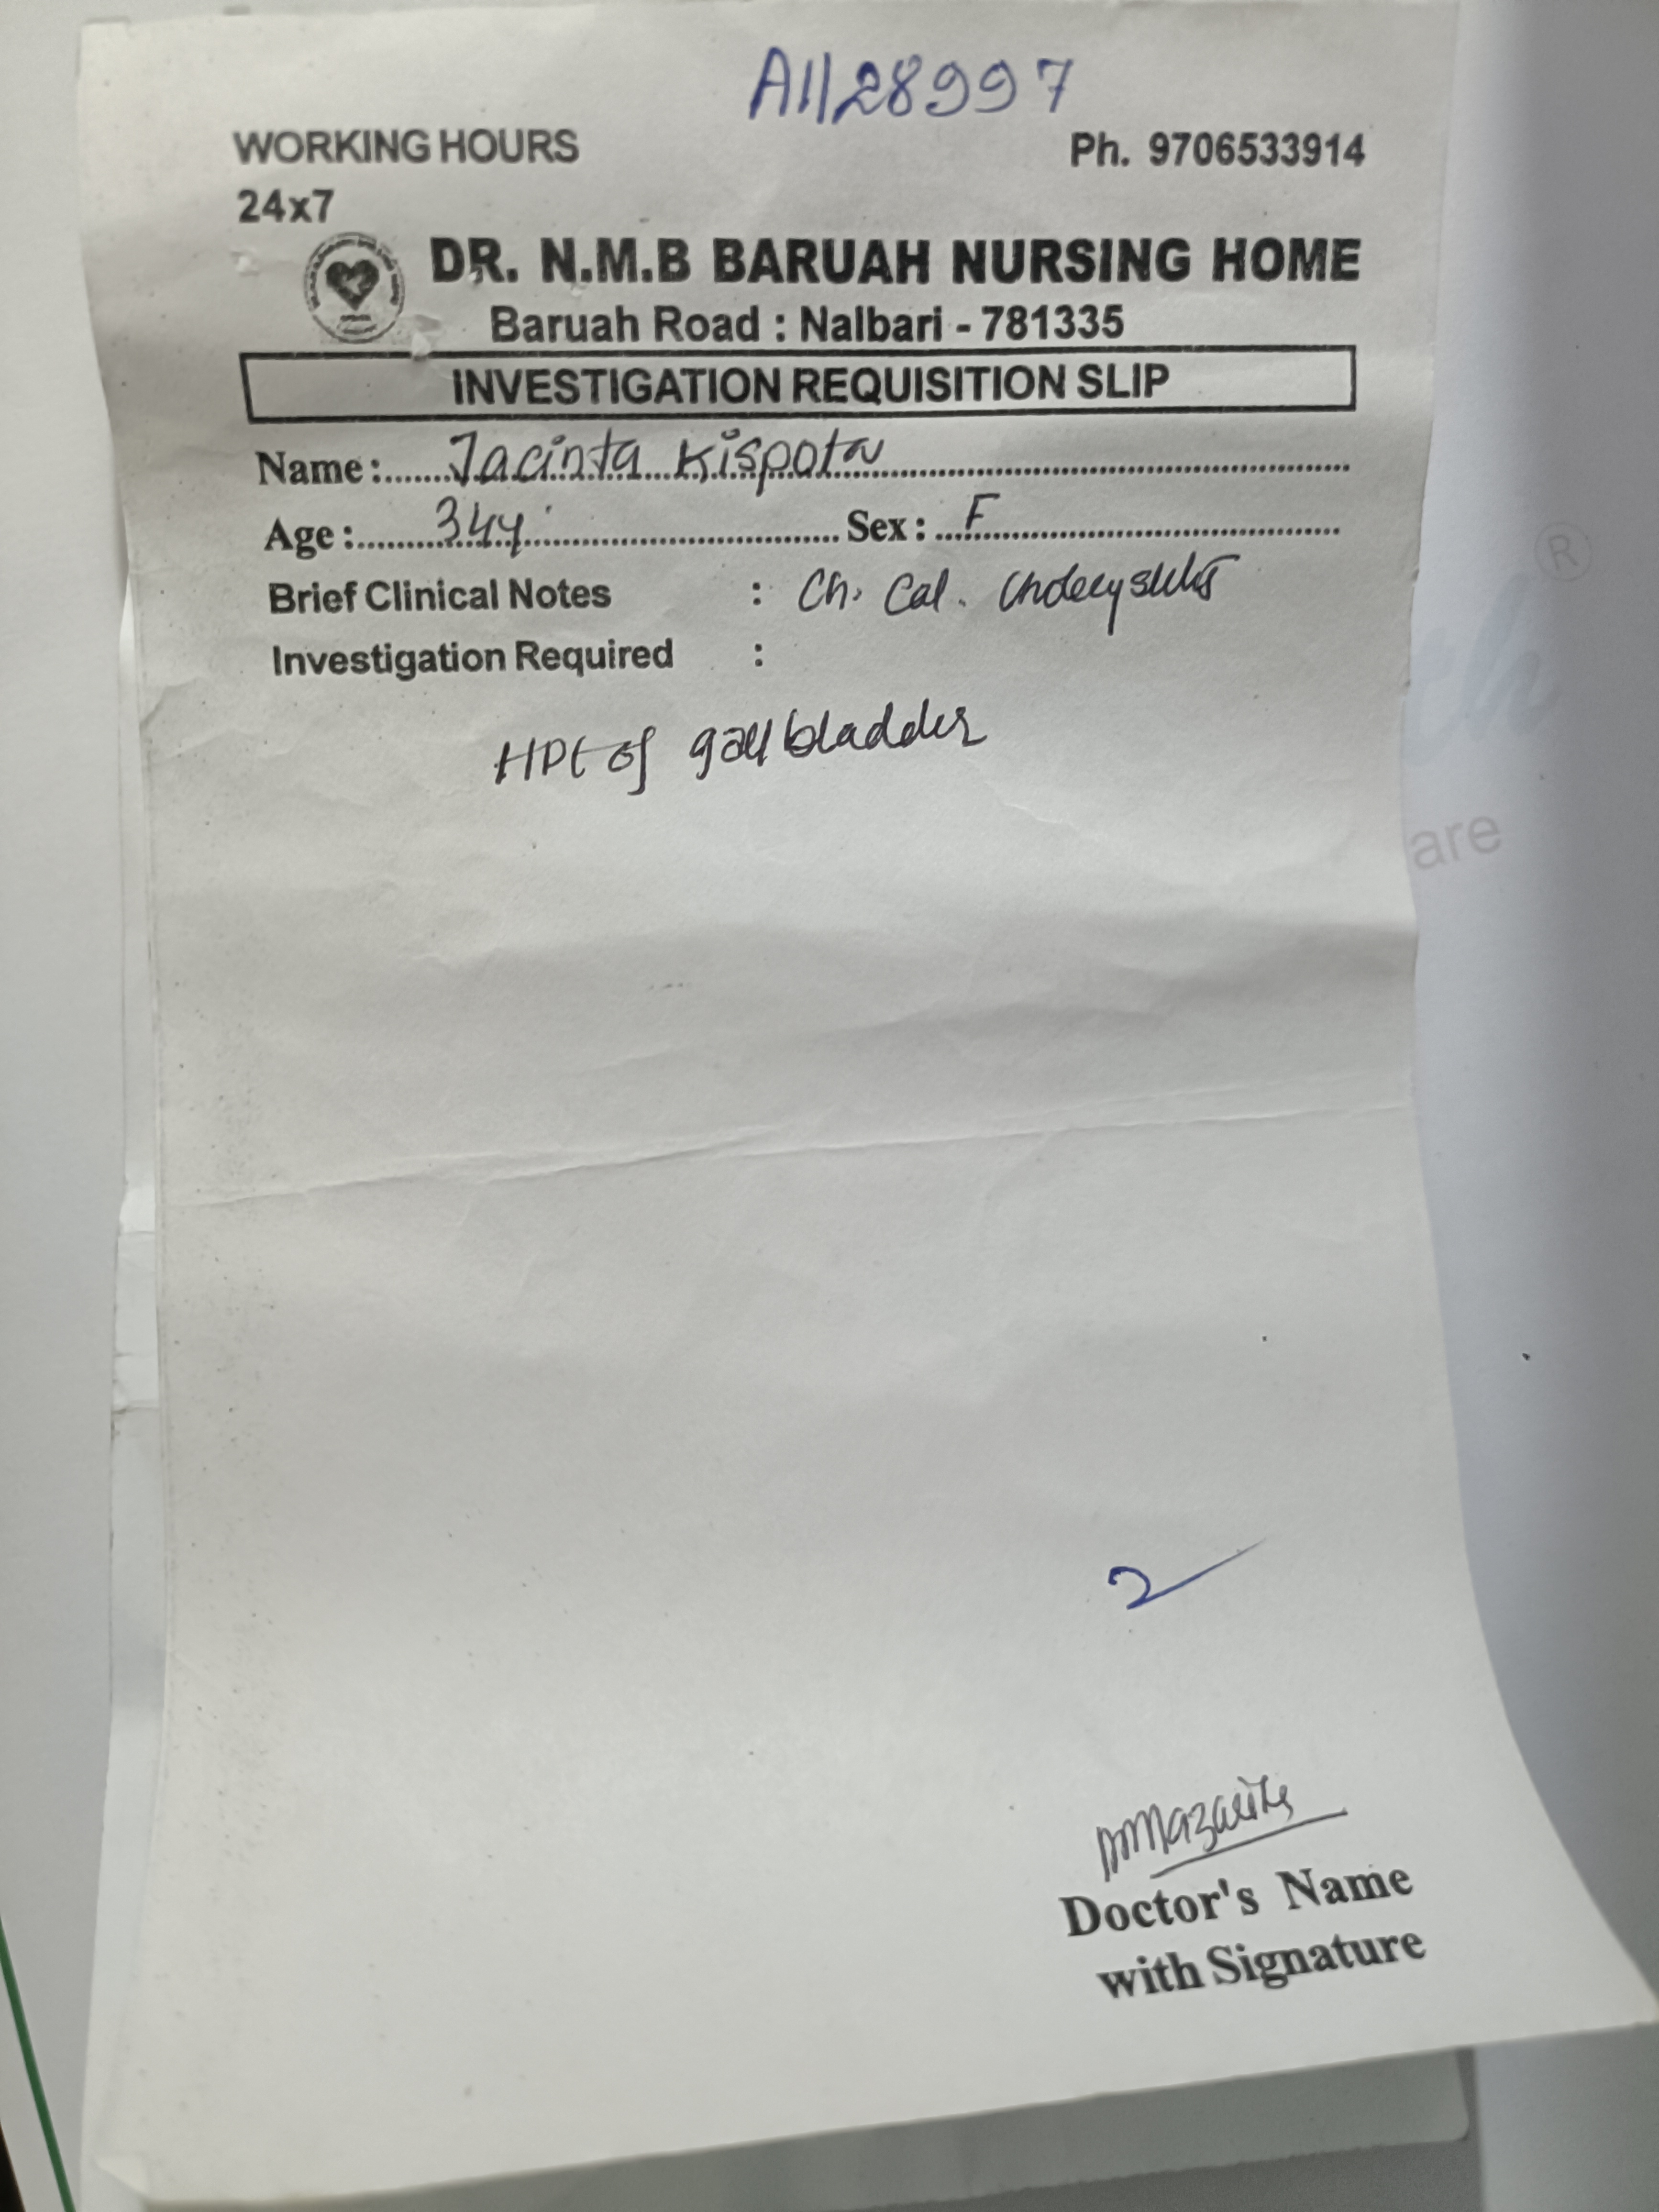 A1128997
WORKING HOURS
24x7
Ph. 9706533914
DR. N.M.B BARUAH NURSING HOME
Baruah Road : Nalbari - 781335
INVESTIGATION REQUISITION SLIP
Name : Jacinta Kispota
Age : 34y Sex : F
Brief Clinical Notes : Ch. Cal. Cholecystitis
Investigation Required :
HPE of gall bladder
2
Doctor's Name
with Signature
®
are